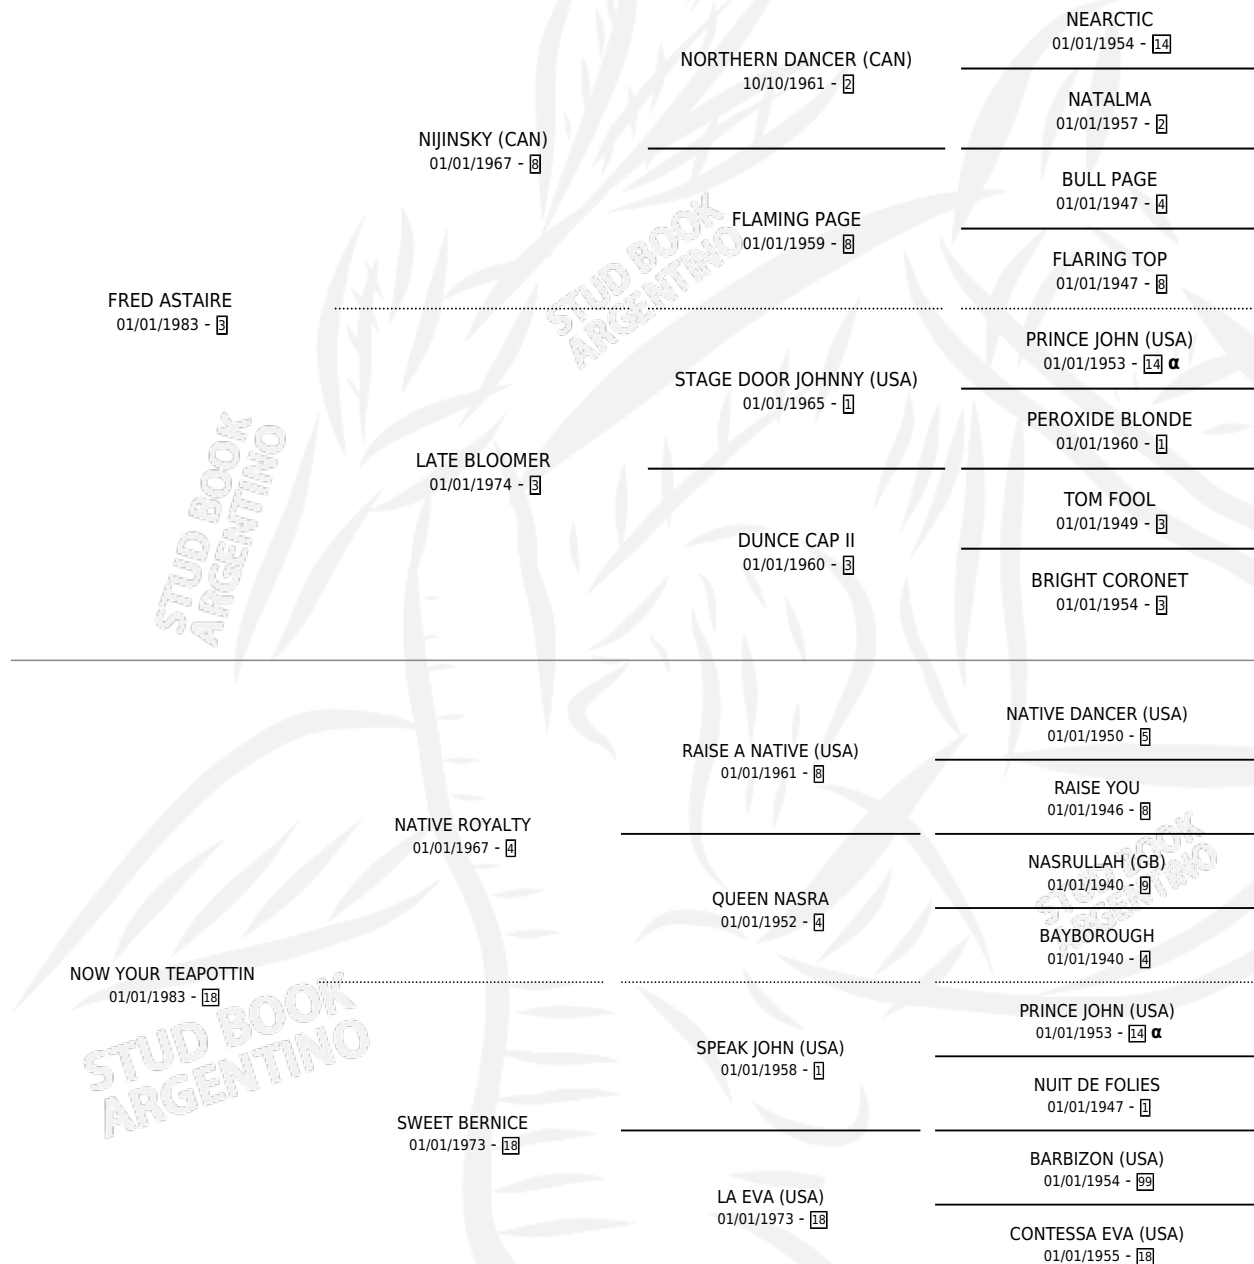 NEARCTIC
01/01/1954 - 14
NORTHERN DANCER (CAN)
10/10/1961 - 2
NATALMA
01/01/1957 - 2
NIJINSKY (CAN)
01/01/1967 - 8
BULL PAGE
01/01/1947 - 4
FLAMING PAGE
01/01/1959 - 8
FLARING TOP
01/01/1947 - 8
FRED ASTAIRE
01/01/1983 - 3
PRINCE JOHN (USA)
01/01/1953 - 14 α
STAGE DOOR JOHNNY (USA)
01/01/1965 - 1
PEROXIDE BLONDE
01/01/1960 - 1
LATE BLOOMER
01/01/1974 - 3
TOM FOOL
01/01/1949 - 3
DUNCE CAP II
01/01/1960 - 3
BRIGHT CORONET
01/01/1954 - 3
NATIVE DANCER (USA)
01/01/1950 - 5
RAISE A NATIVE (USA)
01/01/1961 - 8
RAISE YOU
01/01/1946 - 8
NATIVE ROYALTY
01/01/1967 - 4
NASRULLAH (GB)
01/01/1940 - 9
QUEEN NASRA
01/01/1952 - 4
BAYBOROUGH
01/01/1940 - 4
NOW YOUR TEAPOTTIN
01/01/1983 - 18
PRINCE JOHN (USA)
01/01/1953 - 14 α
SPEAK JOHN (USA)
01/01/1958 - 1
NUIT DE FOLIES
01/01/1947 - 1
SWEET BERNICE
01/01/1973 - 18
BARBIZON (USA)
01/01/1954 - 99
LA EVA (USA)
01/01/1973 - 18
CONTESSA EVA (USA)
01/01/1955 - 18
STUD BOOK
ARGENTINO
STUD BOOK
ARGENTINO
STUD BOOK
ARGENTINO
STUD BOOK
ARGENTINO